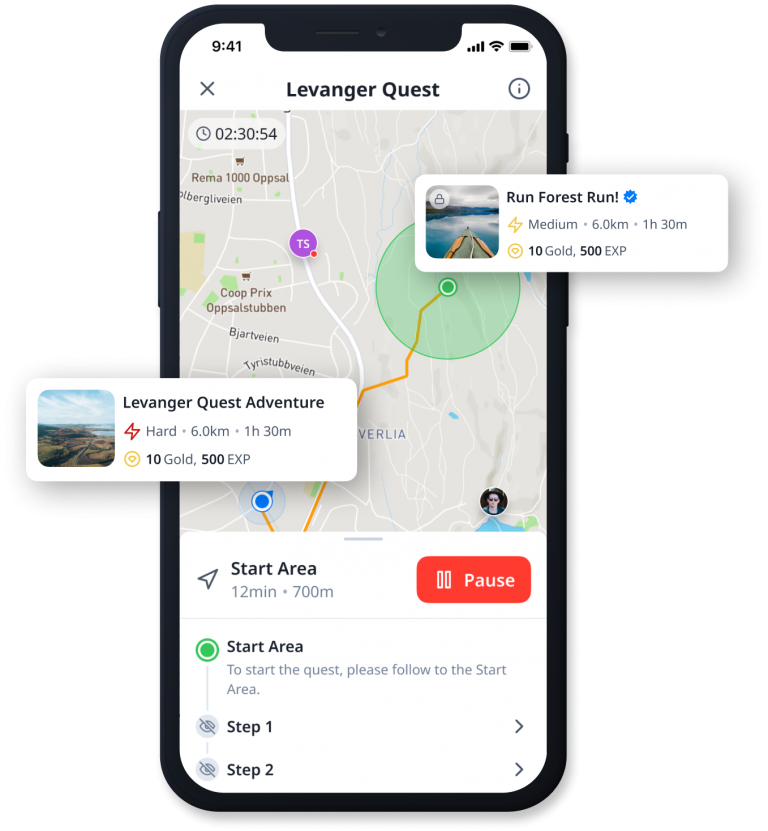 9:41
Levanger Quest
02:30:54
Rema 1000 Oppsal
olbergliveien
Run Forest Run!
Medium • 6.0km • 1h 30m
10 Gold, 500 EXP
TS
Coop Prix
Oppsalstubben
Bjartveien
Tyristubbveien
Levanger Quest Adventure
Hard • 6.0km • 1h 30m
10 Gold, 500 EXP
VERLIA
Start Area
12min • 700m
Pause
Start Area
To start the quest, please follow to the Start
Area.
Step 1
Step 2